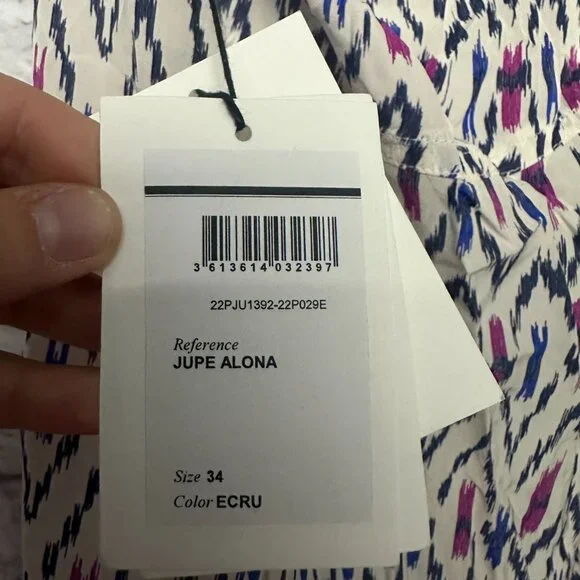 3 613614 032397
22PJU1392-22P029E
Reference
JUPE ALONA
Size 34
Color ECRU